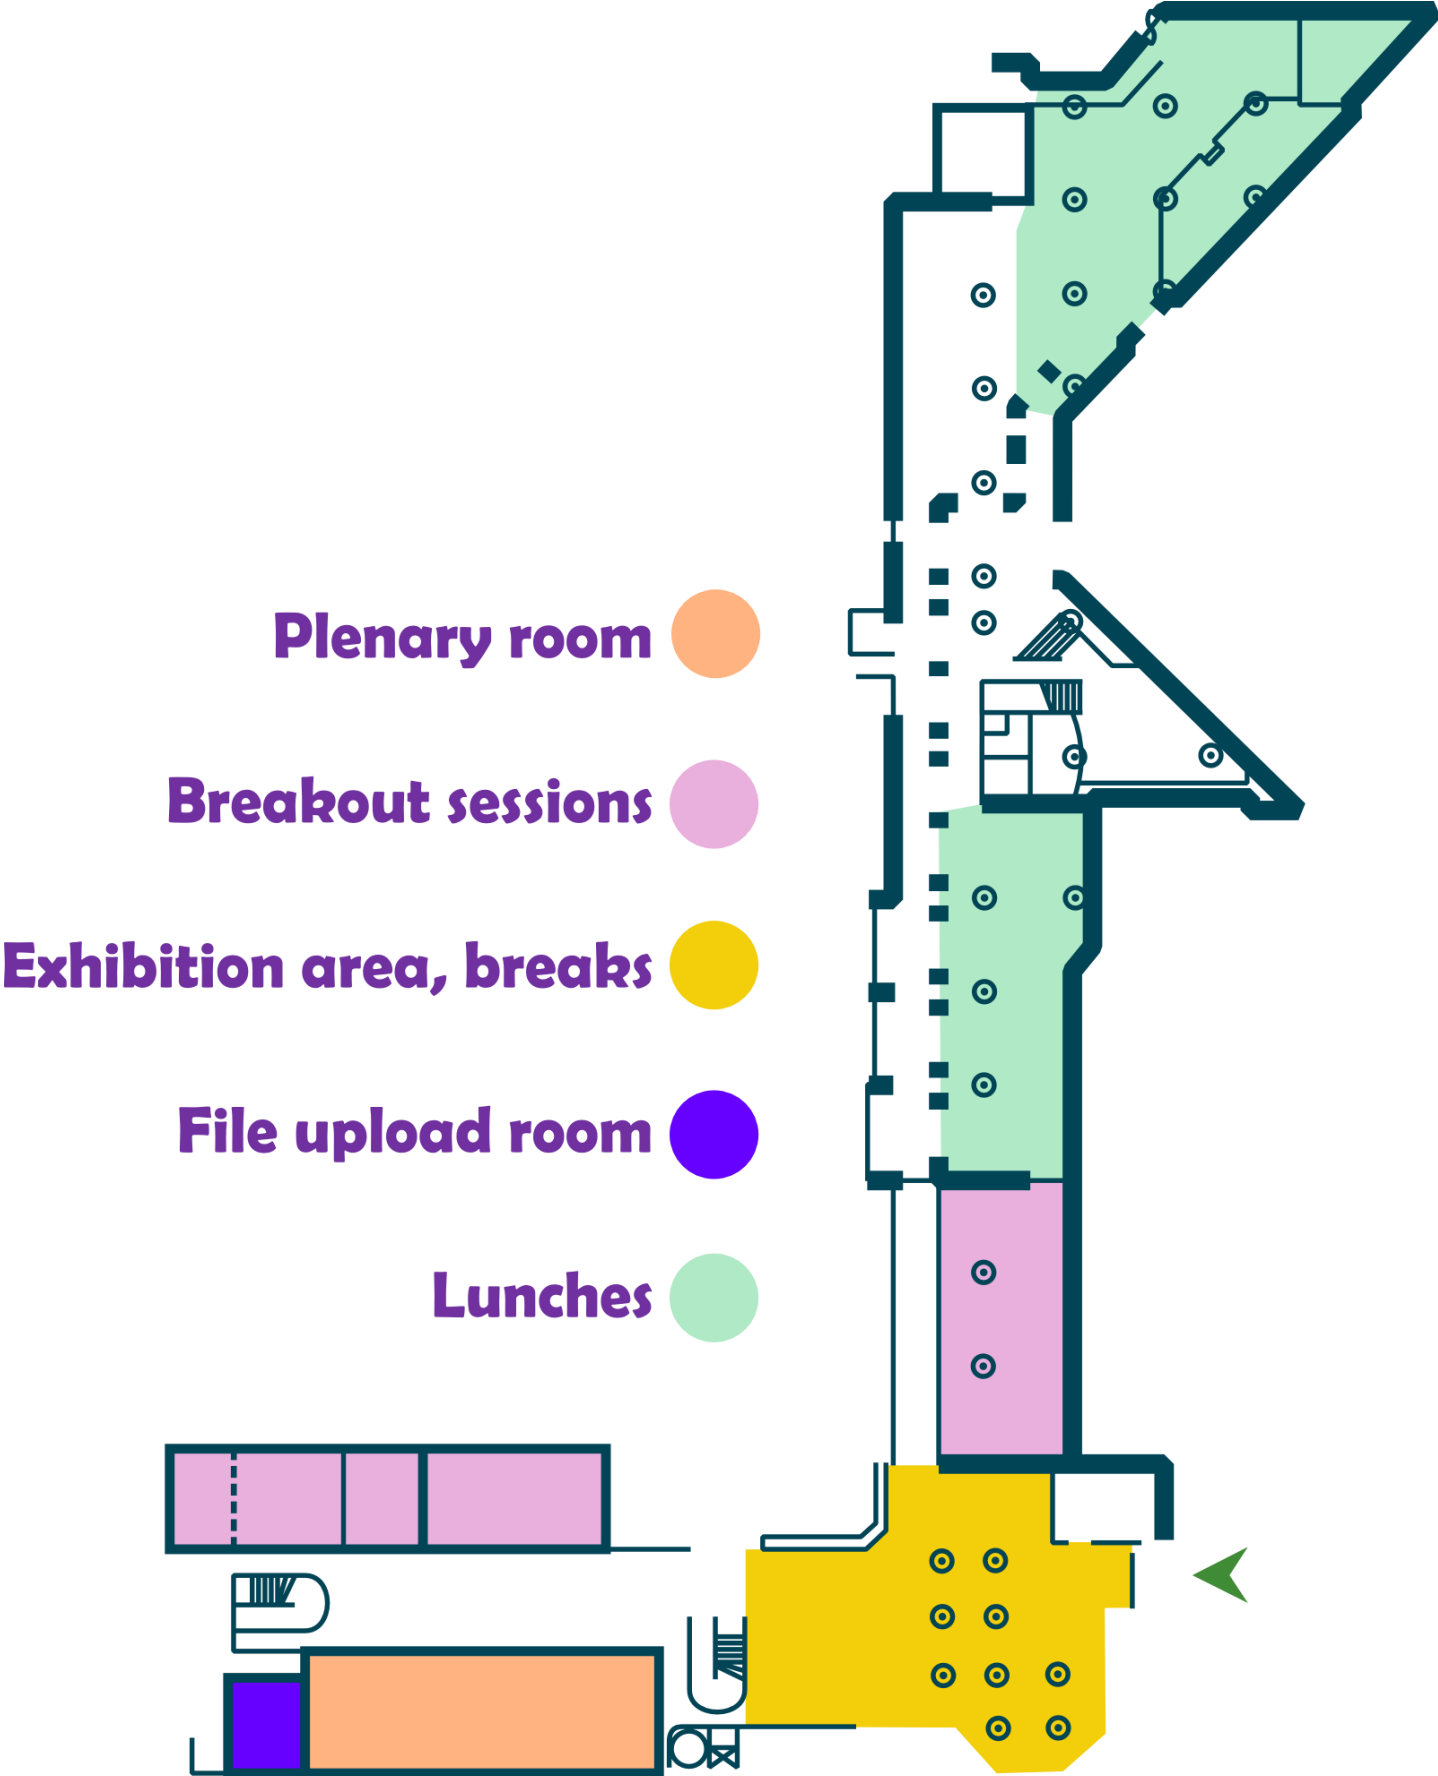 Plenary room
Breakout sessions
Exhibition area, breaks
File upload room
Lunches